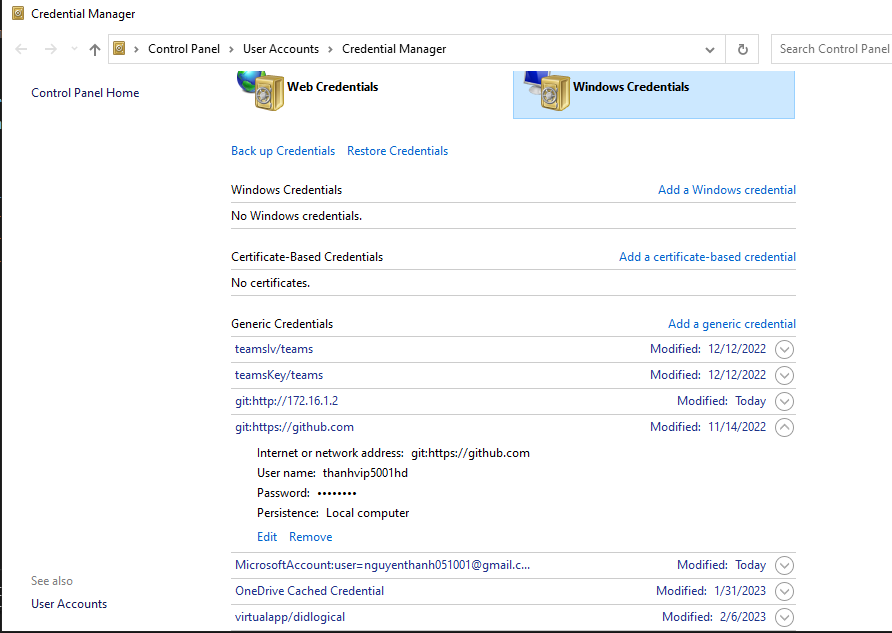 Credential Manager
Control Panel > User Accounts > Credential Manager
Search Control Panel
Control Panel Home
Web Credentials
Windows Credentials
Back up Credentials Restore Credentials
Windows Credentials Add a Windows credential
No Windows credentials.
Certificate-Based Credentials Add a certificate-based credential
No certificates.
Generic Credentials Add a generic credential
teamslv/teams Modified: 12/12/2022
teamsKey/teams Modified: 12/12/2022
git:http://172.16.1.2 Modified: Today
git:https://github.com Modified: 11/14/2022
Internet or network address: git:https://github.com
User name: thanhvip5001hd
Password: ••••••••
Persistence: Local computer
Edit Remove
MicrosoftAccount:user=nguyenthanh051001@gmail.c... Modified: Today
OneDrive Cached Credential Modified: 1/31/2023
virtualapp/didlogical Modified: 2/6/2023
See also
User Accounts